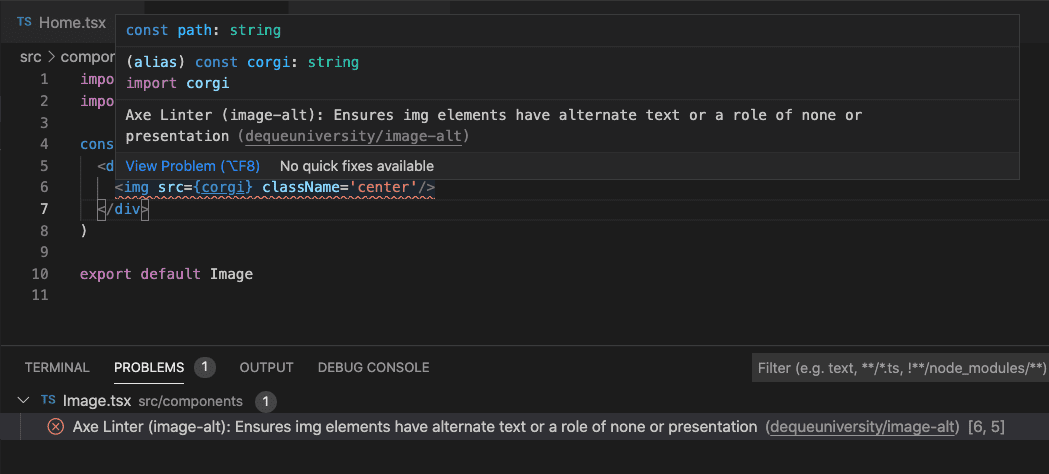 TS Home.tsx
const path: string
src > compor
(alias) const corgi: string
import corgi
1 impo
2 impo
Axe Linter (image-alt): Ensures img elements have alternate text or a role of none or
presentation (dequeuniversity/image-alt)
3
4 cons
5 <d
View Problem (⌥F8) No quick fixes available
6 <img src={corgi} className='center'/>
7 </div>
8 )
9
10 export default Image
11
TERMINAL PROBLEMS 1 OUTPUT DEBUG CONSOLE Filter (e.g. text, **/*.ts, !**/node_modules/**)
TS Image.tsx src/components 1
Axe Linter (image-alt): Ensures img elements have alternate text or a role of none or presentation (dequeuniversity/image-alt) [6, 5]